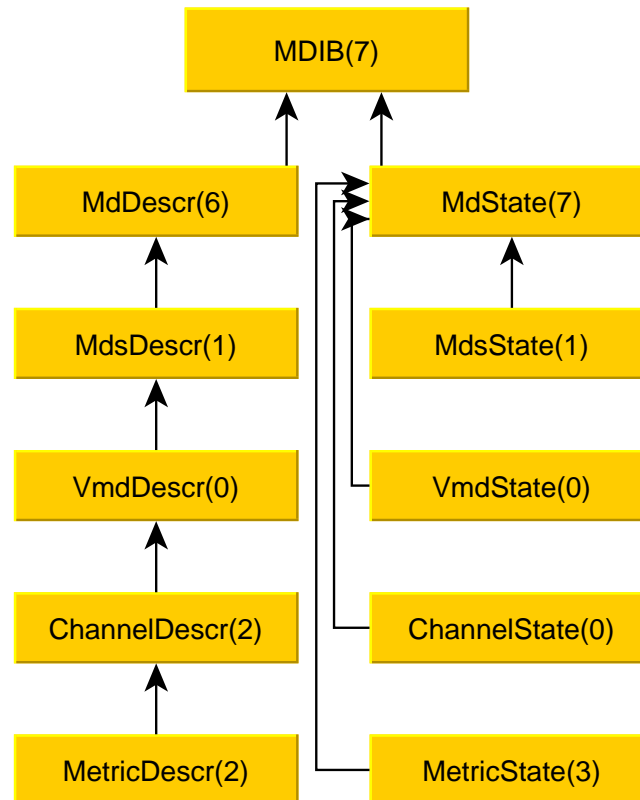 MDIB(7)
MdDescr(6)
MdState(7)
MdsDescr(1)
MdsState(1)
VmdDescr(0)
VmdState(0)
ChannelDescr(2)
ChannelState(0)
MetricDescr(2)
MetricState(3)